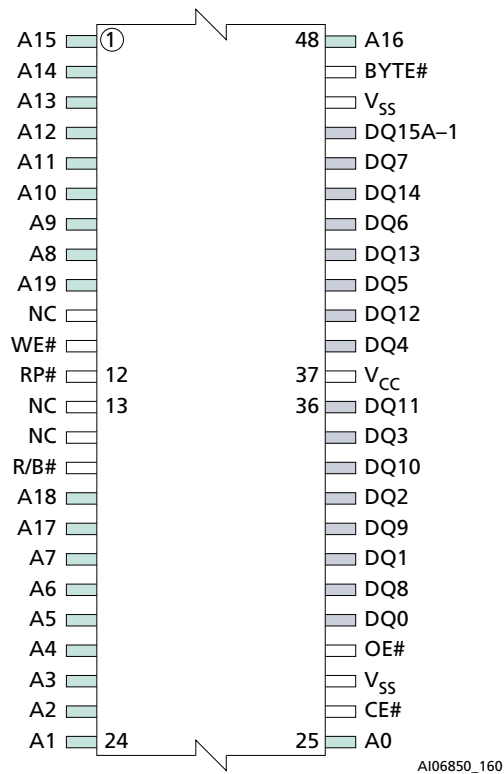 A15 ① 48 A16
A14 BYTE#
A13 VSS
A12 DQ15A–1
A11 DQ7
A10 DQ14
A9 DQ6
A8 DQ13
A19 DQ5
NC DQ12
WE# DQ4
RP# 12 37 VCC
NC 13 36 DQ11
NC DQ3
R/B# DQ10
A18 DQ2
A17 DQ9
A7 DQ1
A6 DQ8
A5 DQ0
A4 OE#
A3 VSS
A2 CE#
A1 24 25 A0
AI06850_160